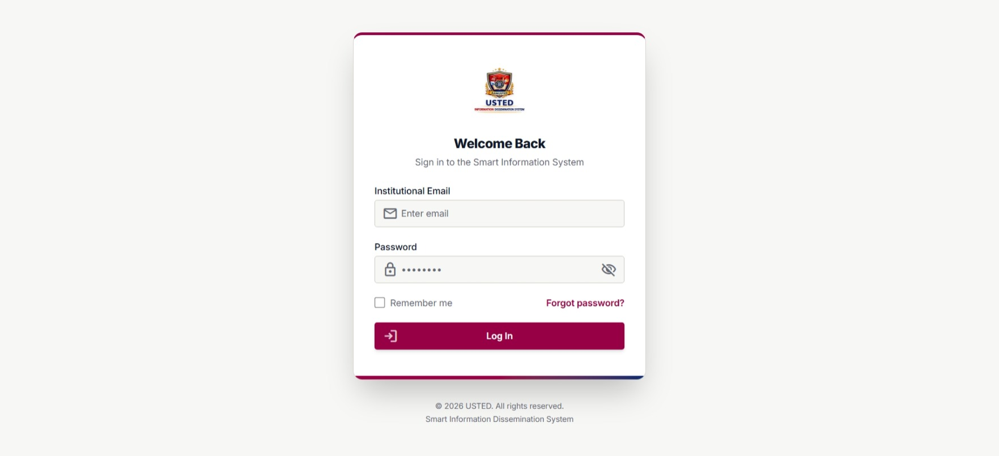 USTED
INFORMATION DISSEMINATION SYSTEM
Welcome Back
Sign in to the Smart Information System
Institutional Email
Enter email
Password
••••••••
Remember me
Forgot password?
Log In
© 2026 USTED. All rights reserved.
Smart Information Dissemination System